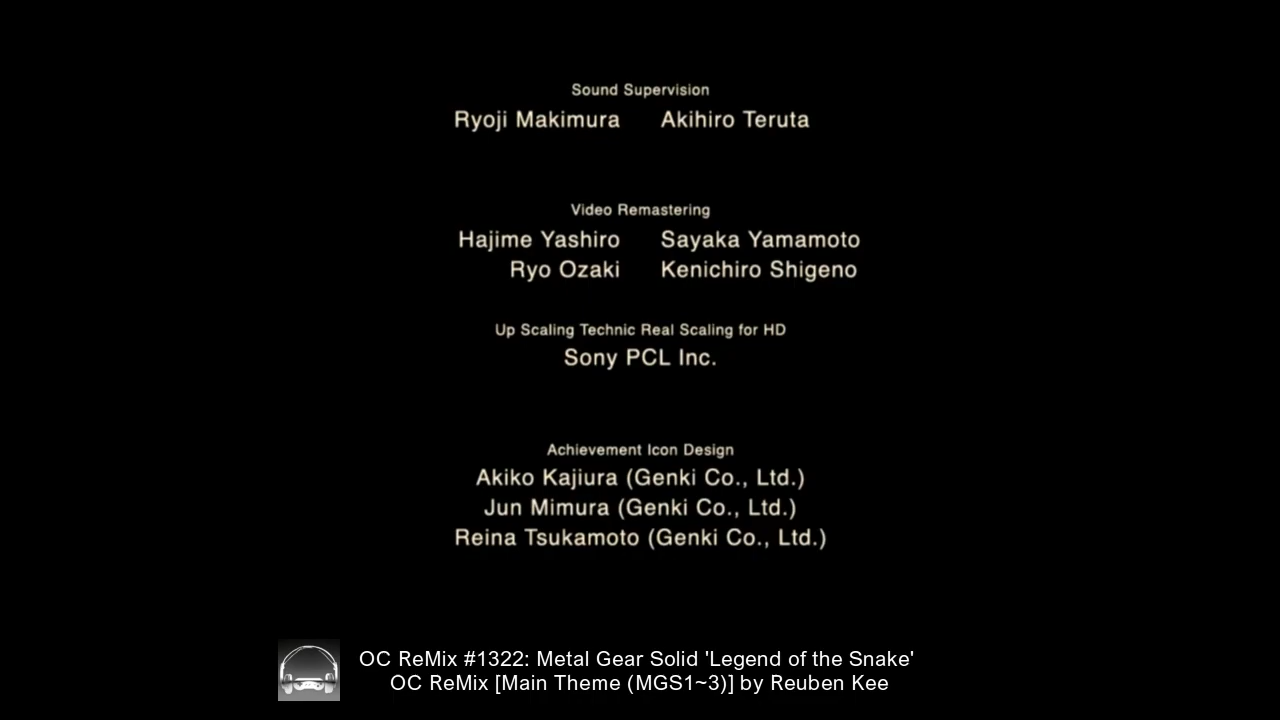 Sound Supervision
Ryoji Makimura Akihiro Teruta
Video Remastering
Hajime Yashiro Sayaka Yamamoto
Ryo Ozaki Kenichiro Shigeno
Up Scaling Technic Real Scaling for HD
Sony PCL Inc.
Achievement Icon Design
Akiko Kajiura (Genki Co., Ltd.)
Jun Mimura (Genki Co., Ltd.)
Reina Tsukamoto (Genki Co., Ltd.)
OC ReMix #1322: Metal Gear Solid 'Legend of the Snake'
OC ReMix [Main Theme (MGS1~3)] by Reuben Kee